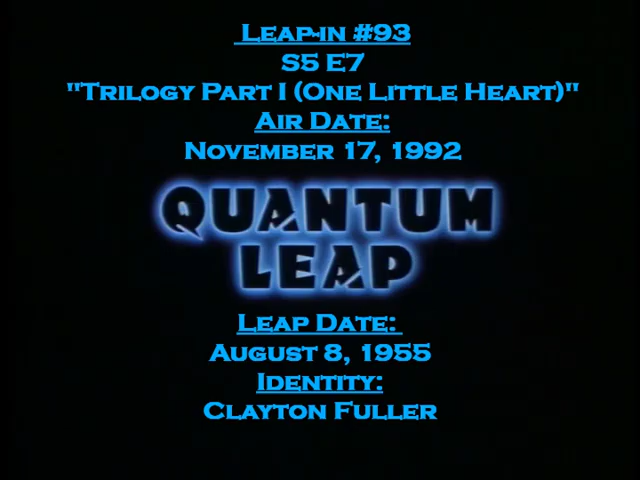 Leap-in #93
S5 E7
"Trilogy Part I (One Little Heart)"
Air Date:
November 17, 1992
QUANTUM
LEAP
Leap Date:
August 8, 1955
Identity:
Clayton Fuller